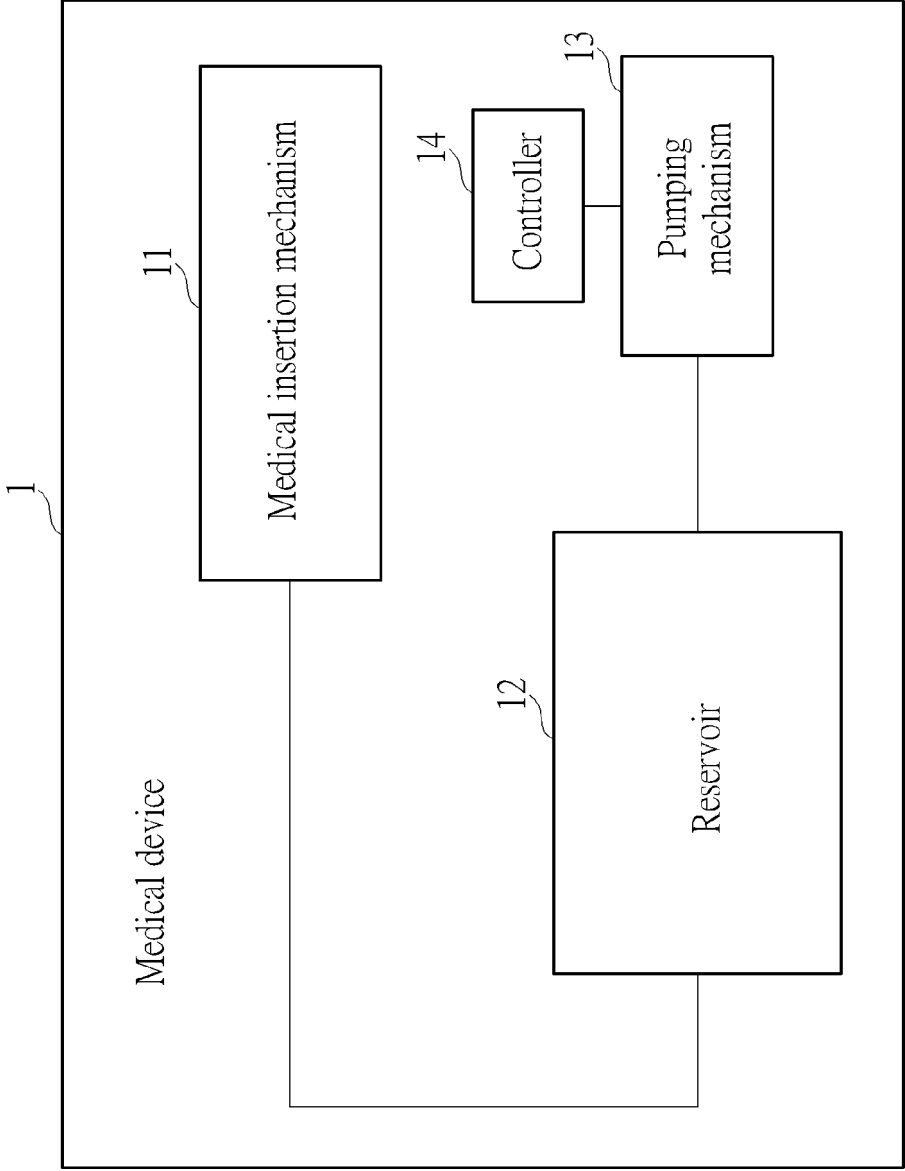 1
Medical device
11
Medical insertion mechanism
12
Reservoir
14
Controller
13
Pumping
mechanism